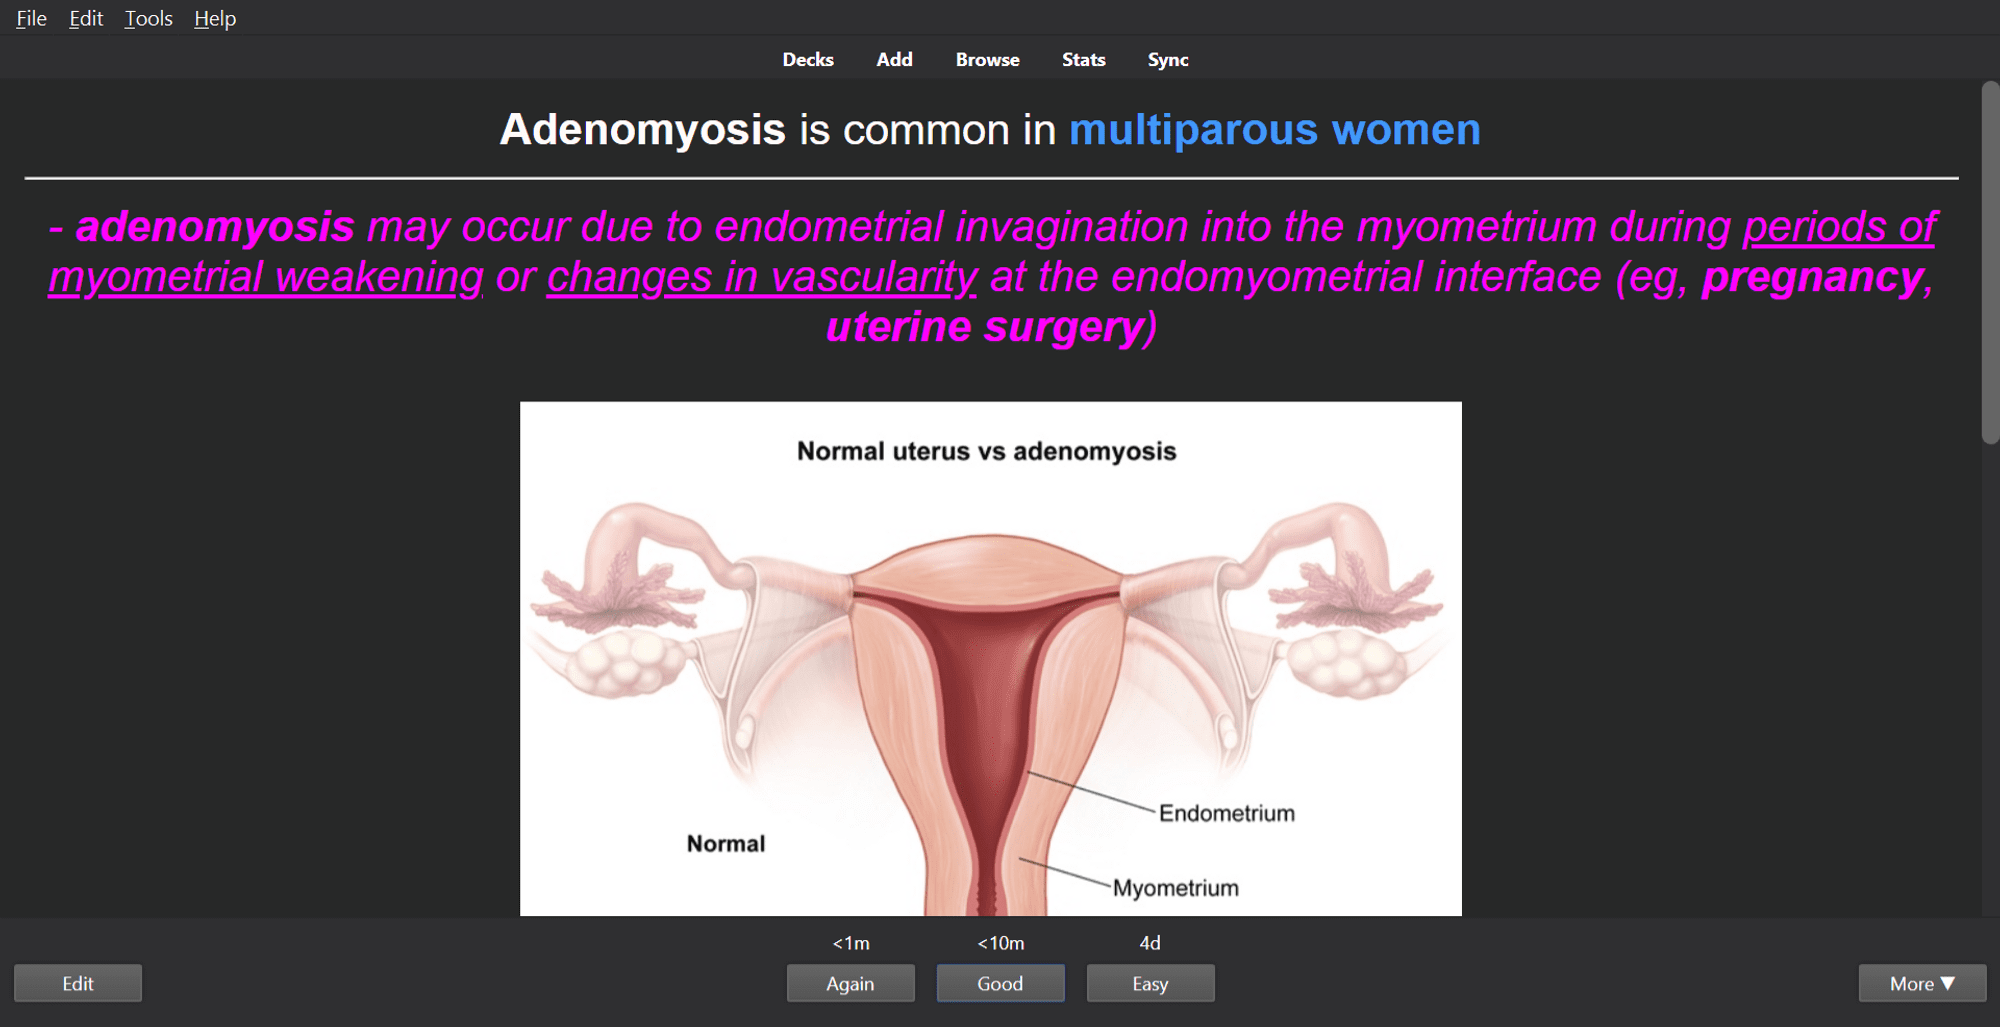 File Edit Tools Help
Decks Add Browse Stats Sync
Adenomyosis is common in multiparous women
- adenomyosis may occur due to endometrial invagination into the myometrium during periods of
myometrial weakening or changes in vascularity at the endomyometrial interface (eg, pregnancy,
uterine surgery)
Normal uterus vs adenomyosis
Endometrium
Normal
Myometrium
<1m <10m 4d
Edit Again Good Easy More ▼